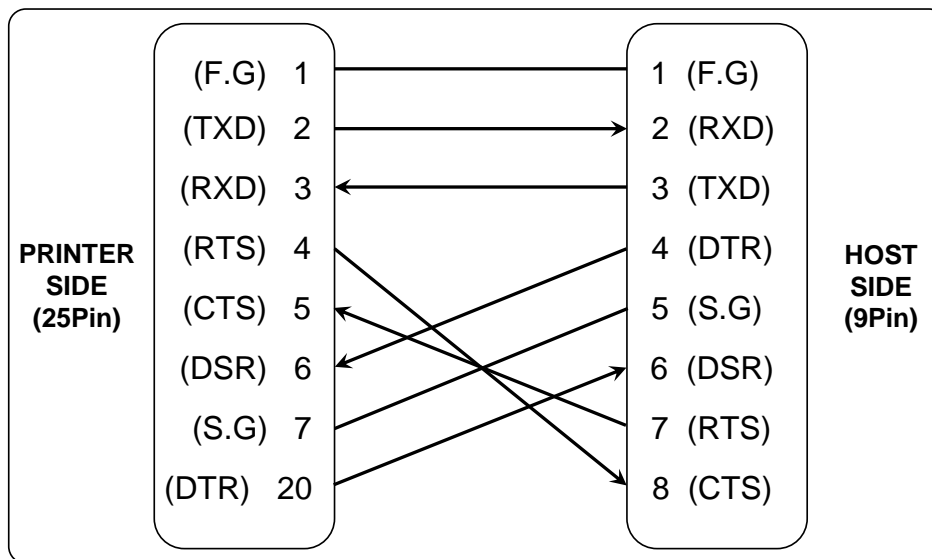 (F.G) 1 1 (F.G)
(TXD) 2 2 (RXD)
(RXD) 3 3 (TXD)
(RTS) 4 4 (DTR)
(CTS) 5 5 (S.G)
(DSR) 6 6 (DSR)
(S.G) 7 7 (RTS)
(DTR) 20 8 (CTS)
PRINTER
SIDE
(25Pin)
HOST
SIDE
(9Pin)